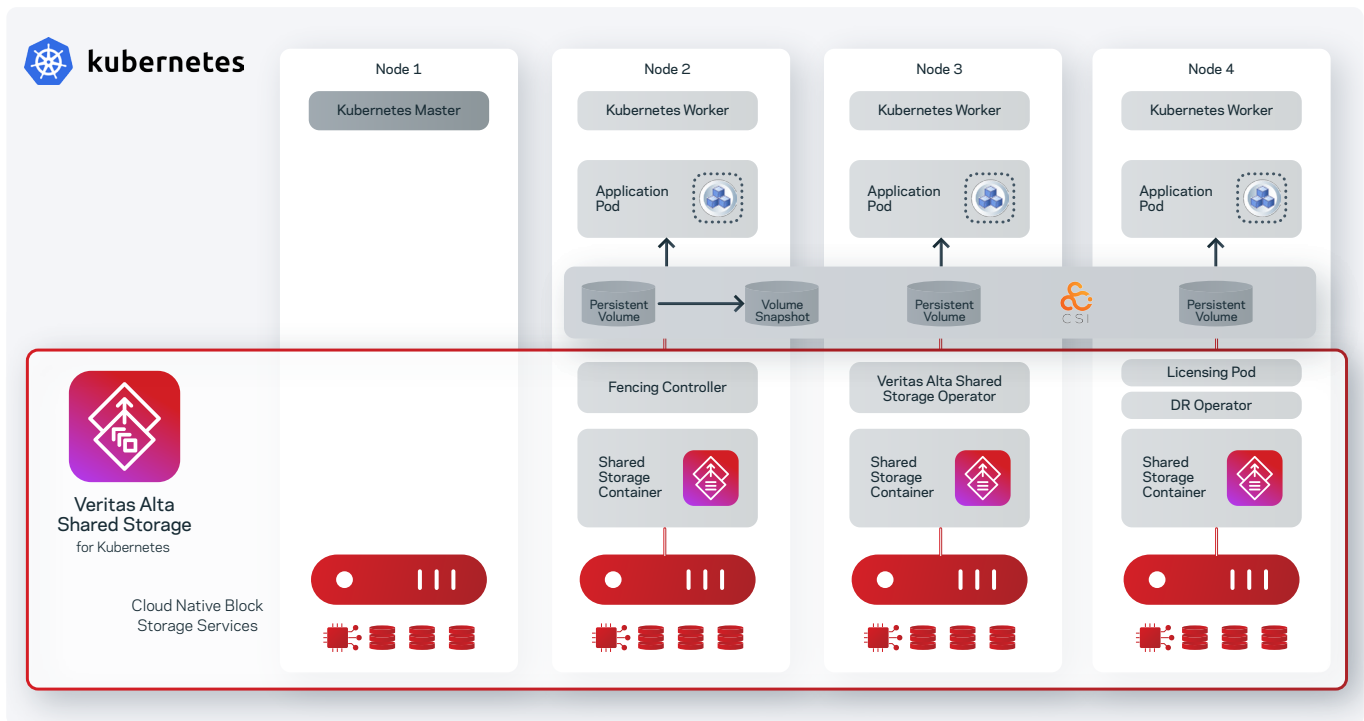 kubernetes
Node 1
Kubernetes Master
Node 2
Kubernetes Worker
Application
Pod
Node 3
Kubernetes Worker
Application
Pod
Node 4
Kubernetes Worker
Application
Pod
Persistent
Volume
Volume
Snapshot
Persistent
Volume
CSI
Persistent
Volume
Veritas Alta
Shared Storage
for Kubernetes
Cloud Native Block
Storage Services
Fencing Controller
Shared
Storage
Container
Veritas Alta Shared
Storage Operator
Shared
Storage
Container
Licensing Pod
DR Operator
Shared
Storage
Container